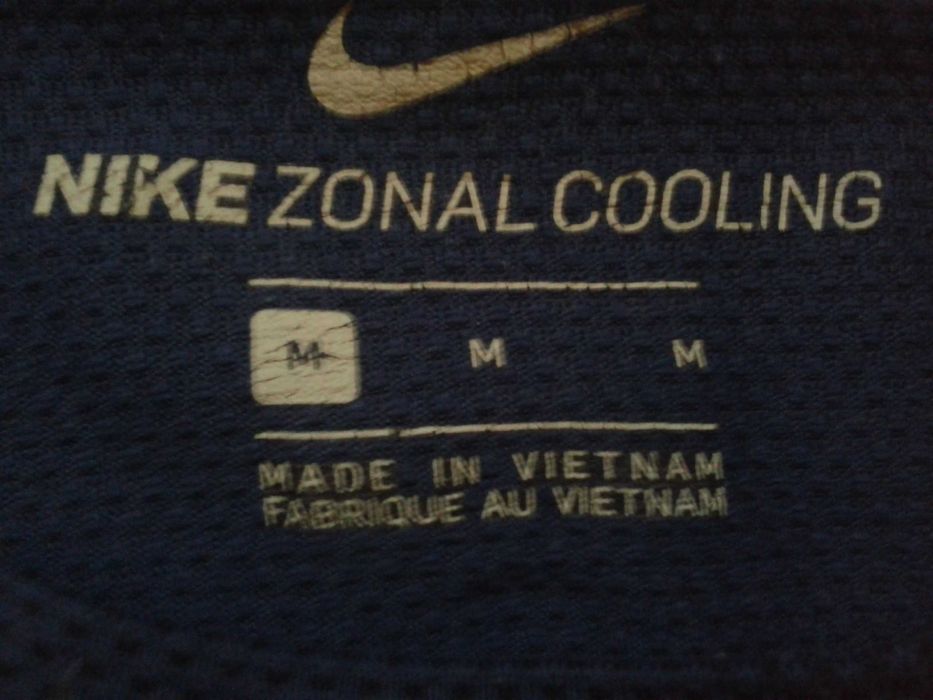 NIKE ZONAL COOLING
M M M
MADE IN VIETNAM
FABRIQUE AU VIETNAM